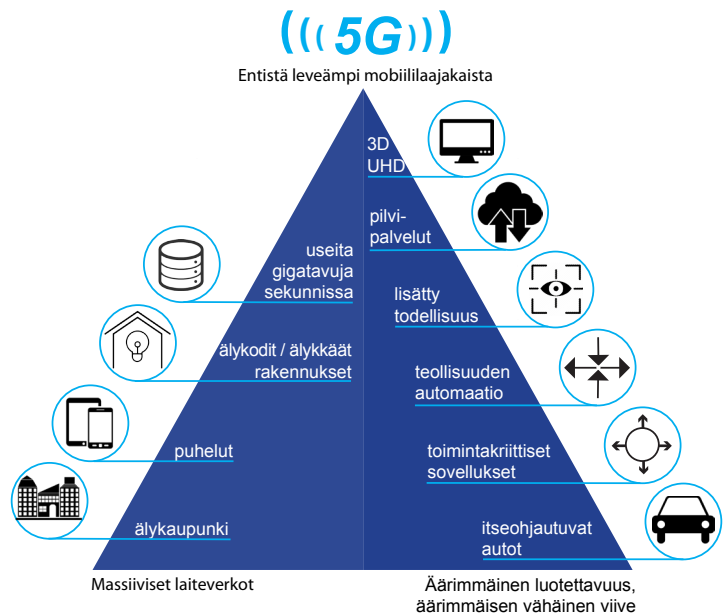 (((5G)))
Entistä leveämpi mobiililaajakaista
3D
UHD
pilvi-
palvelut
useita
gigatavuja
sekunnissa
lisätty
todellisuus
älykodit / älykkäät
rakennukset
teollisuuden
automaatio
puhelut
toimintakriittiset
sovellukset
älykaupunki
itseohjautuvat
autot
Massiiviset laiteverkot
Äärimmäinen luotettavuus,
äärimmäisen vähäinen viive